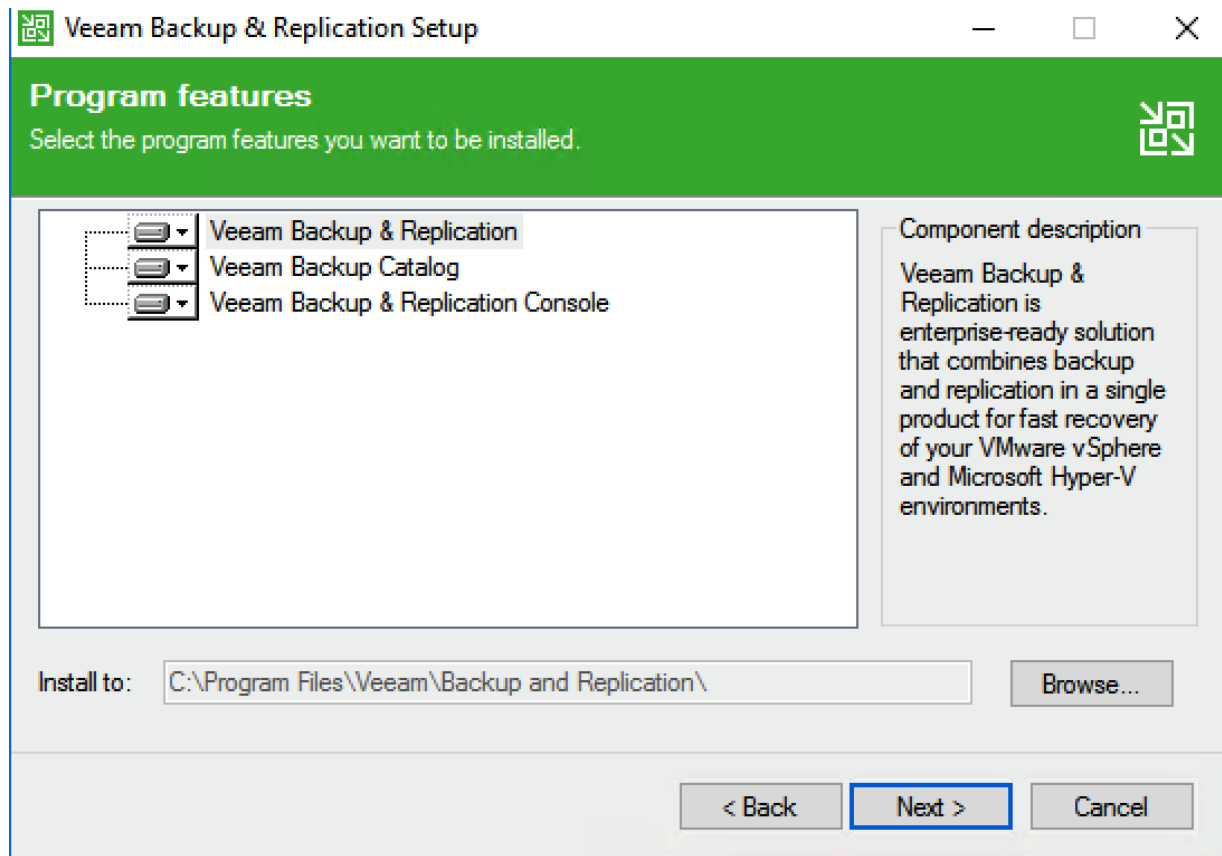 Veeam Backup & Replication Setup
Program features
Select the program features you want to be installed.
Veeam Backup & Replication
Veeam Backup Catalog
Veeam Backup & Replication Console
Component description
Veeam Backup &
Replication is
enterprise-ready solution
that combines backup
and replication in a single
product for fast recovery
of your VMware vSphere
and Microsoft Hyper-V
environments.
Install to: C:\Program Files\Veeam\Backup and Replication\ Browse...
< Back Next > Cancel